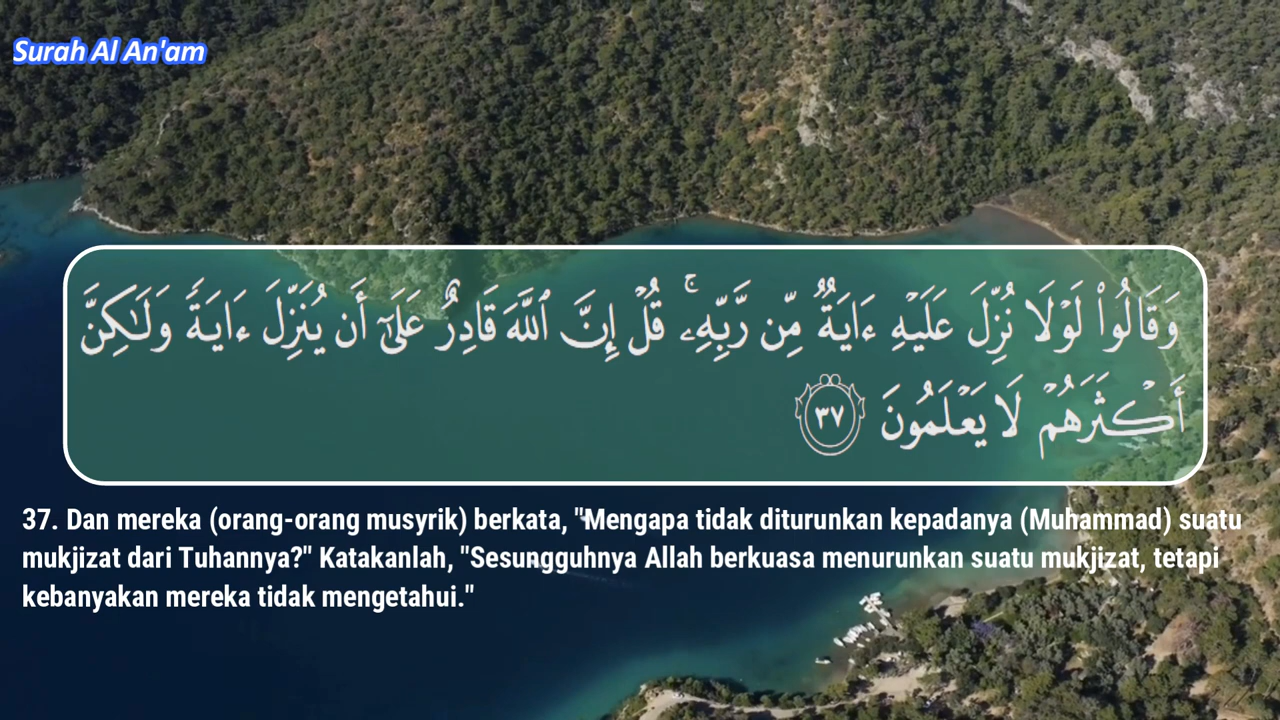 Surah Al An'am
وَقَالُوا۟ لَوْلَا نُزِّلَ عَلَيْهِ ءَايَةٌ مِّن رَّبِّهِۦ ۚ قُلْ إِنَّ ٱللَّهَ قَادِرٌ عَلَىٰٓ أَن يُنَزِّلَ ءَايَةً وَلَـٰكِنَّ
أَكْثَرَهُمْ لَا يَعْلَمُونَ ٣٧
37. Dan mereka (orang-orang musyrik) berkata, "Mengapa tidak diturunkan kepadanya (Muhammad) suatu
mukjizat dari Tuhannya?" Katakanlah, "Sesungguhnya Allah berkuasa menurunkan suatu mukjizat, tetapi
kebanyakan mereka tidak mengetahui."